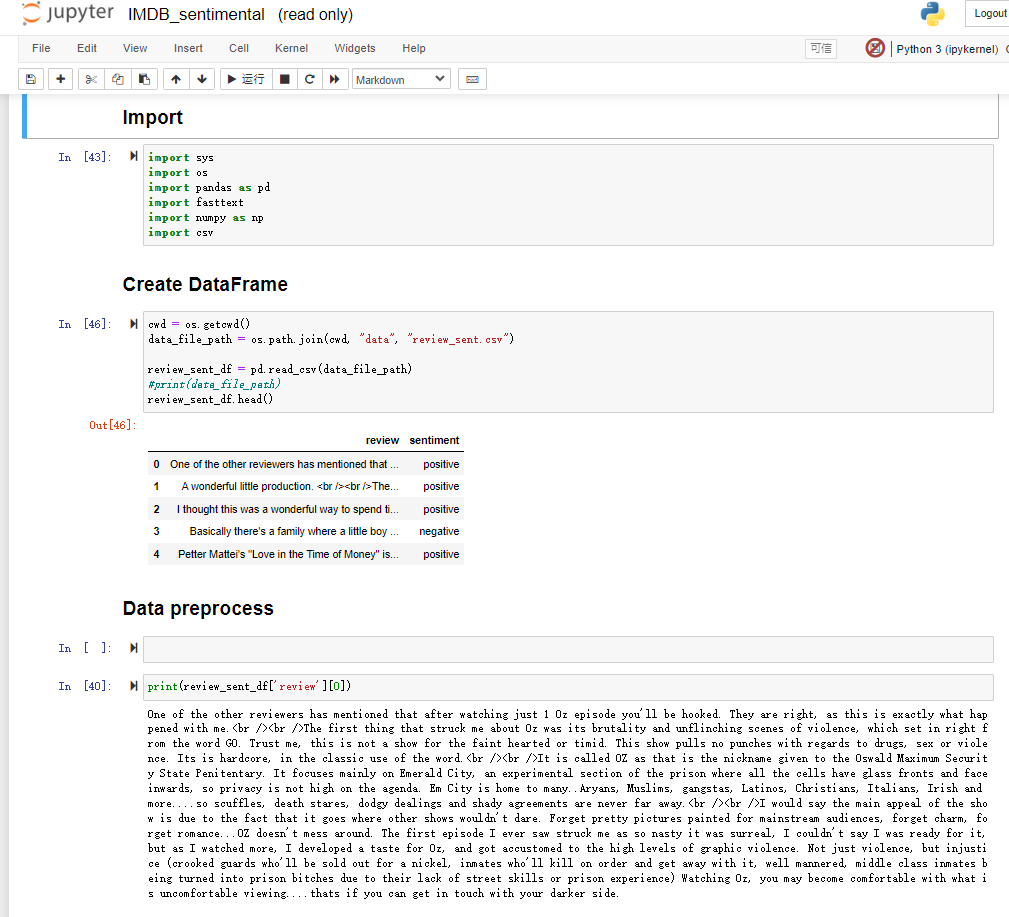 jupyter IMDB_sentimental (read only)
Logout
File Edit View Insert Cell Kernel Widgets Help
可信
Python 3 (ipykernel)
运行
Markdown
Import
In [43]:
import sys
import os
import pandas as pd
import fasttext
import numpy as np
import csv
Create DataFrame
In [46]:
cwd = os.getcwd()
data_file_path = os.path.join(cwd, "data", "review_sent.csv")
review_sent_df = pd.read_csv(data_file_path)
#print(data_file_path)
review_sent_df.head()
Out[46]:
review sentiment
0 One of the other reviewers has mentioned that ... positive
1 A wonderful little production. <br /><br />The... positive
2 I thought this was a wonderful way to spend ti... positive
3 Basically there's a family where a little boy ... negative
4 Petter Mattei's "Love in the Time of Money" is... positive
Data preprocess
In [ ]:
In [40]:
print(review_sent_df['review'][0])
One of the other reviewers has mentioned that after watching just 1 Oz episode you'll be hooked. They are right, as this is exactly what hap
pened with me.<br /><br />The first thing that struck me about Oz was its brutality and unflinching scenes of violence, which set in right f
rom the word GO. Trust me, this is not a show for the faint hearted or timid. This show pulls no punches with regards to drugs, sex or viole
nce. Its is hardcore, in the classic use of the word.<br /><br />It is called OZ as that is the nickname given to the Oswald Maximum Securit
y State Penitentary. It focuses mainly on Emerald City, an experimental section of the prison where all the cells have glass fronts and face
inwards, so privacy is not high on the agenda. Em City is home to many..Aryans, Muslims, gangstas, Latinos, Christians, Italians, Irish and
more....so scuffles, death stares, dodgy dealings and shady agreements are never far away.<br /><br />I would say the main appeal of the sho
w is due to the fact that it goes where other shows wouldn't dare. Forget pretty pictures painted for mainstream audiences, forget charm, fo
rget romance...OZ doesn't mess around. The first episode I ever saw struck me as so nasty it was surreal, I couldn't say I was ready for it,
but as I watched more, I developed a taste for Oz, and got accustomed to the high levels of graphic violence. Not just violence, but injusti
ce (crooked guards who'll be sold out for a nickel, inmates who'll kill on order and get away with it, well mannered, middle class inmates b
eing turned into prison bitches due to their lack of street skills or prison experience) Watching Oz, you may become comfortable with what i
s uncomfortable viewing....thats if you can get in touch with your darker side.